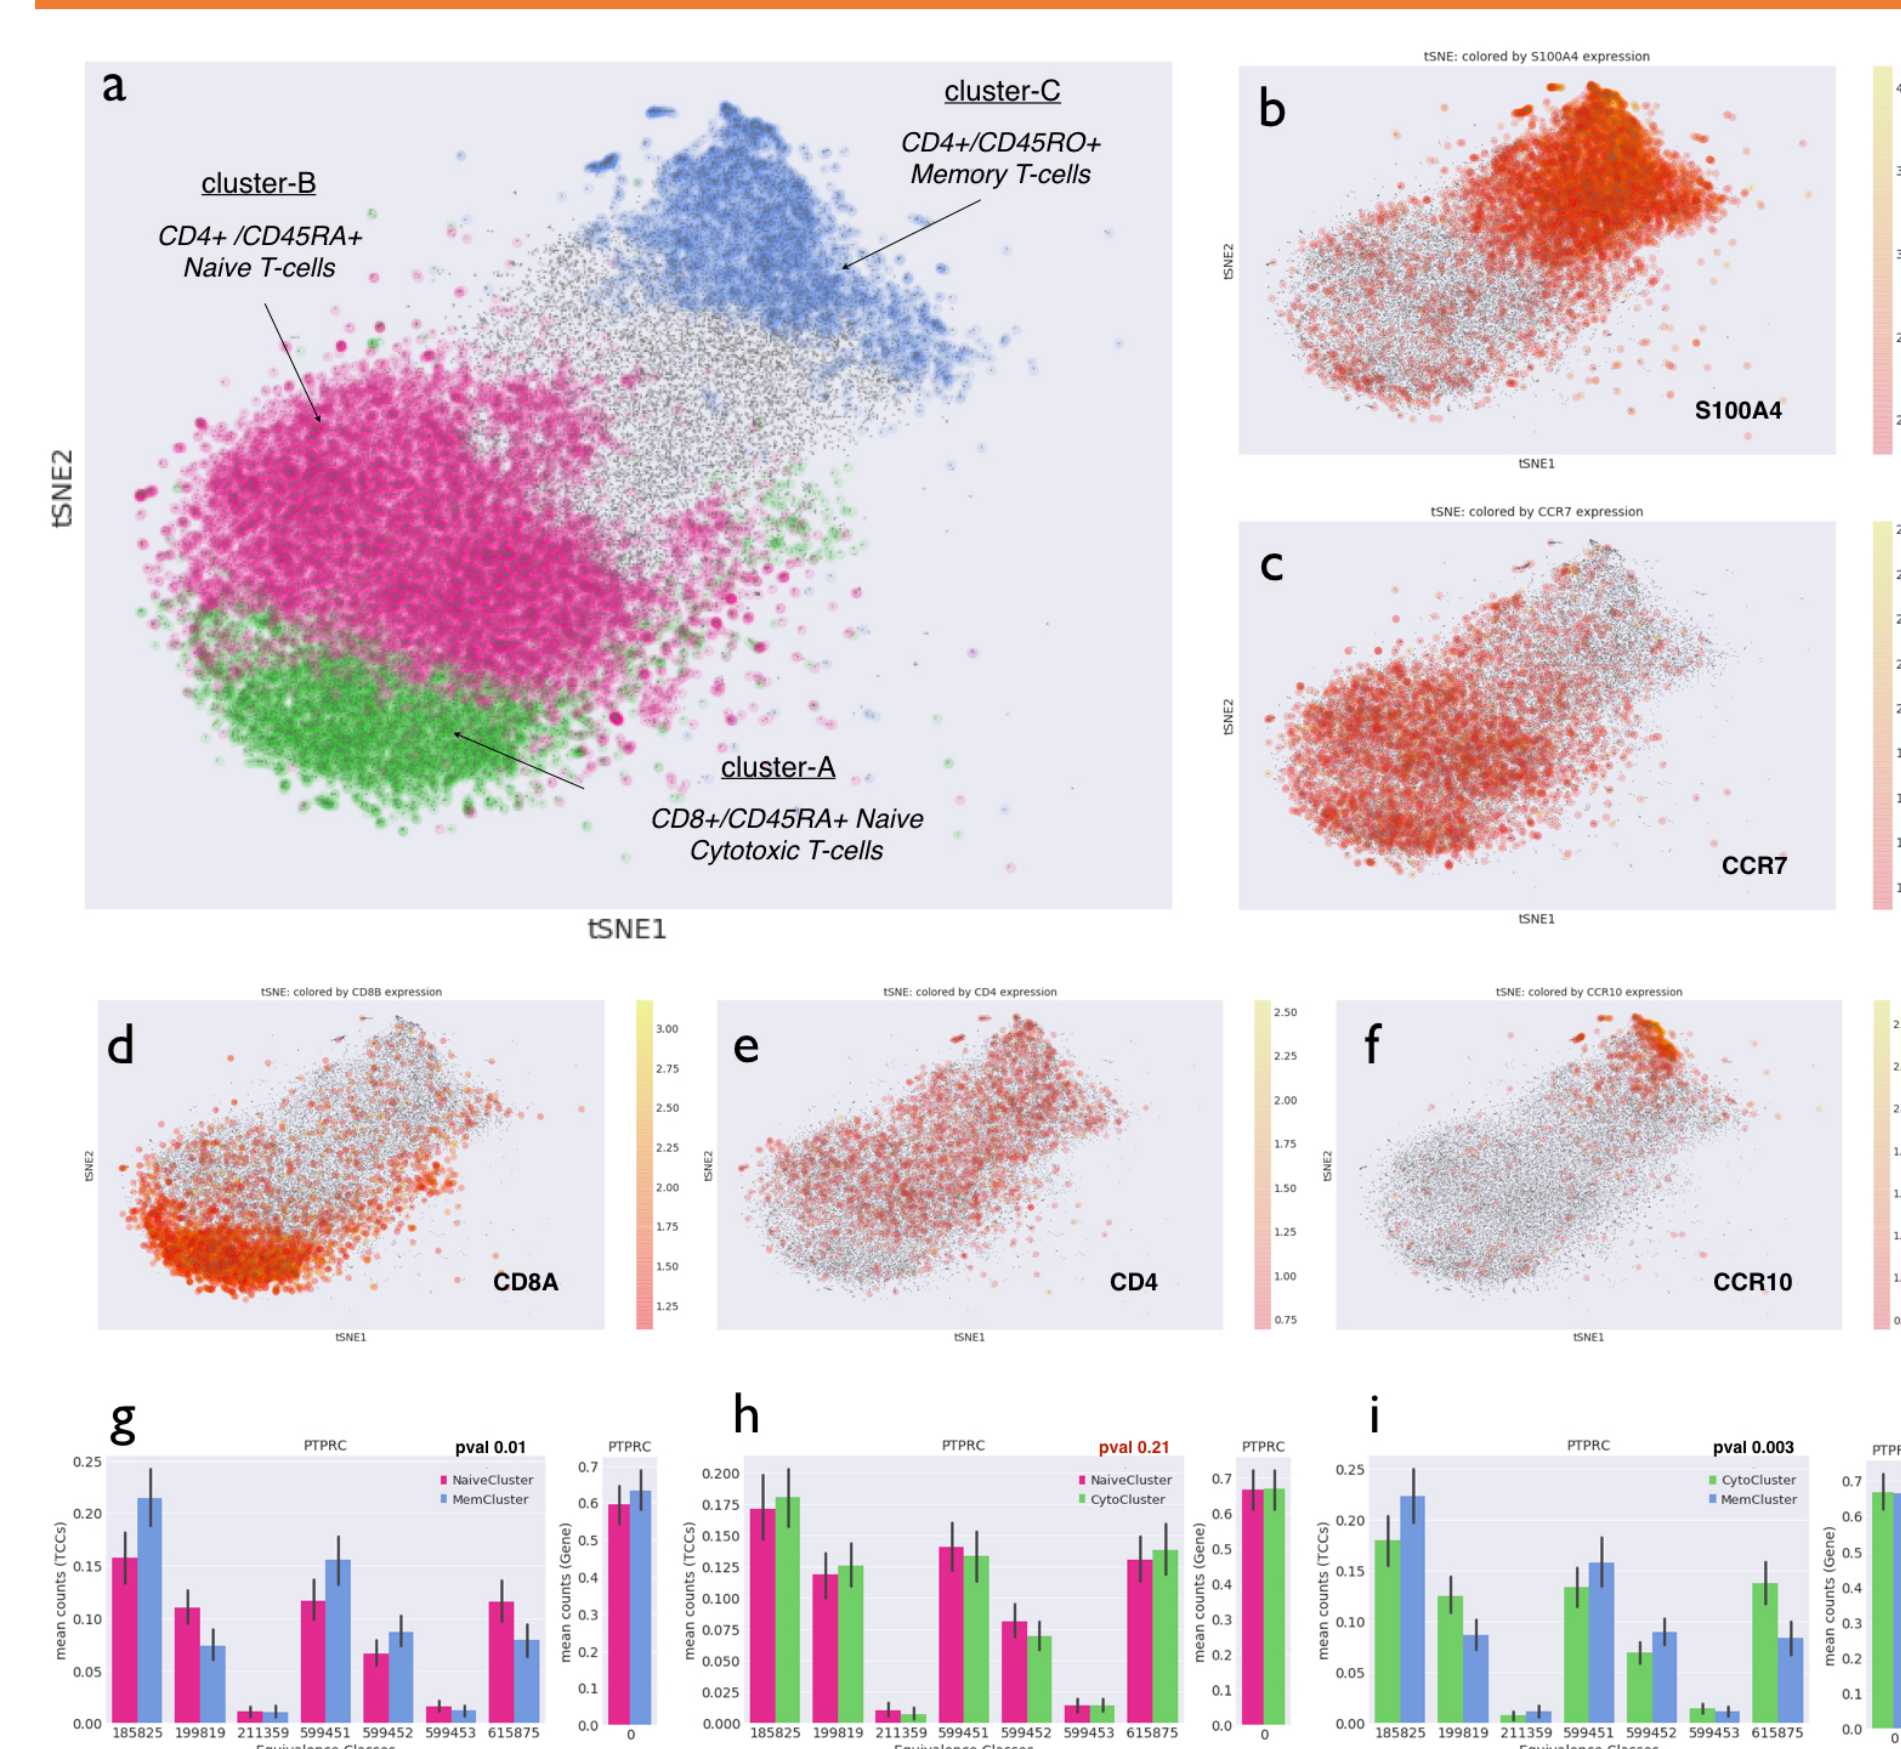 a
cluster-C
CD4+/CD45RO+
Memory T-cells
cluster-B
CD4+ /CD45RA+
Naive T-cells
cluster-A
CD8+/CD45RA+ Naive
Cytotoxic T-cells
tSNE2
tSNE1
tSNE: colored by S100A4 expression
b
S100A4
tSNE2
tSNE1
tSNE: colored by CCR7 expression
c
CCR7
tSNE2
tSNE1
tSNE: colored by CD8B expression
d
CD8A
tSNE2
tSNE1
3.00
2.75
2.50
2.25
2.00
1.75
1.50
1.25
tSNE: colored by CD4 expression
e
CD4
tSNE2
tSNE1
2.50
2.25
2.00
1.75
1.50
1.25
1.00
0.75
tSNE: colored by CCR10 expression
f
CCR10
tSNE2
tSNE1
g
PTPRC
pval 0.01
NaiveCluster
MemCluster
mean counts (TCCs)
0.25
0.20
0.15
0.10
0.05
0.00
185825 199819 211359 599451 599452 599453 615875
Equivalence Classes
PTPRC
mean counts (Gene)
0.7
0.6
0.5
0.4
0.3
0.2
0.1
0.0
0
h
PTPRC
pval 0.21
NaiveCluster
CytoCluster
mean counts (TCCs)
0.200
0.175
0.150
0.125
0.100
0.075
0.050
0.025
0.000
185825 199819 211359 599451 599452 599453 615875
Equivalence Classes
PTPRC
mean counts (Gene)
0.7
0.6
0.5
0.4
0.3
0.2
0.1
0.0
0
i
PTPRC
pval 0.003
CytoCluster
MemCluster
mean counts (TCCs)
0.25
0.20
0.15
0.10
0.05
0.00
185825 199819 211359 599451 599452 599453 615875
Equivalence Classes
mean counts (Gene)
0.7
0.6
0.5
0.4
0.3
0.2
0.1
0.0
0